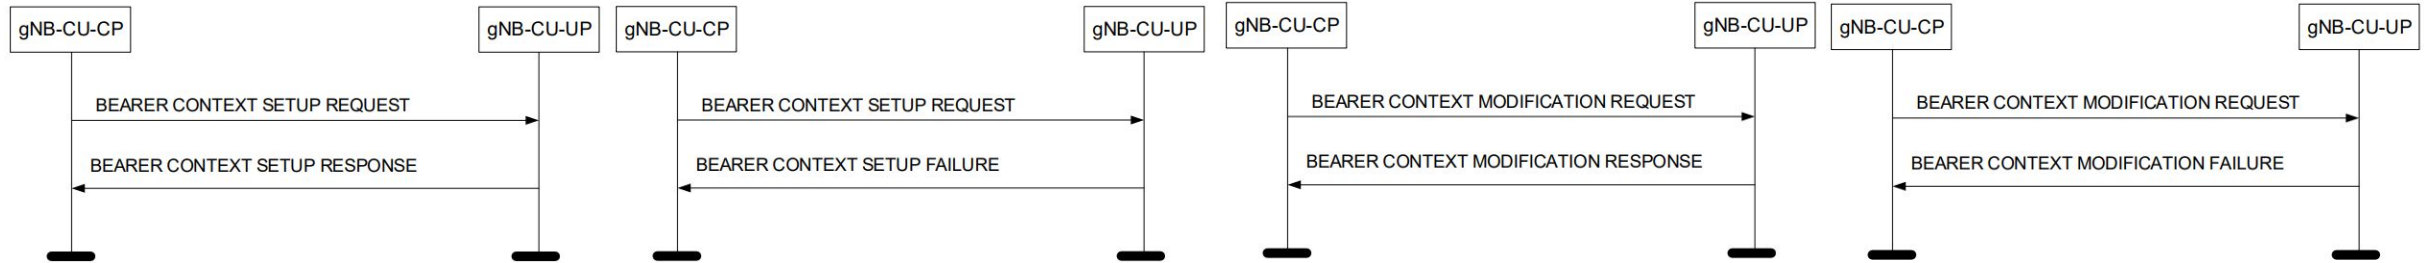 gNB-CU-CP
gNB-CU-UP
BEARER CONTEXT SETUP REQUEST
BEARER CONTEXT SETUP RESPONSE
gNB-CU-CP
gNB-CU-UP
BEARER CONTEXT SETUP REQUEST
BEARER CONTEXT SETUP FAILURE
gNB-CU-CP
gNB-CU-UP
BEARER CONTEXT MODIFICATION REQUEST
BEARER CONTEXT MODIFICATION RESPONSE
gNB-CU-CP
gNB-CU-UP
BEARER CONTEXT MODIFICATION REQUEST
BEARER CONTEXT MODIFICATION FAILURE